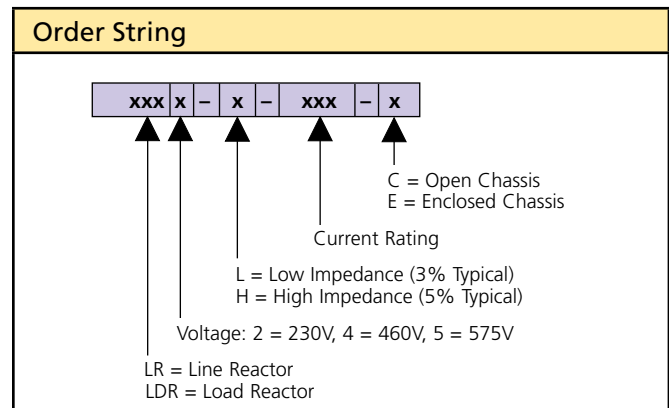 Order String
xxx x – x – xxx – x
C = Open Chassis
E = Enclosed Chassis
Current Rating
L = Low Impedance (3% Typical)
H = High Impedance (5% Typical)
Voltage: 2 = 230V, 4 = 460V, 5 = 575V
LR = Line Reactor
LDR = Load Reactor